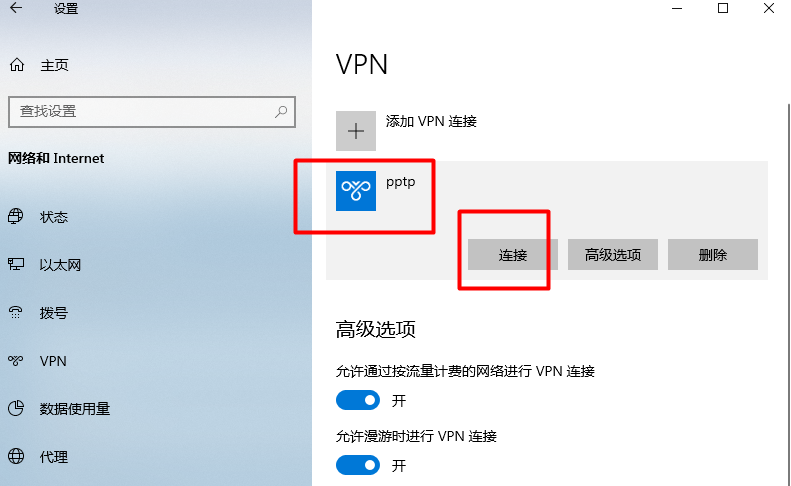 设置
主页
查找设置
网络和 Internet
状态
以太网
拨号
VPN
数据使用量
代理
VPN
添加 VPN 连接
pptp
连接
高级选项
删除
高级选项
允许通过按流量计费的网络进行 VPN 连接
开
允许漫游时进行 VPN 连接
开